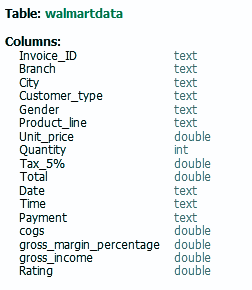 Table: walmartdata
Columns:
Invoice_ID text
Branch text
City text
Customer_type text
Gender text
Product_line text
Unit_price double
Quantity int
Tax_5% double
Total double
Date text
Time text
Payment text
cogs double
gross_margin_percentage double
gross_income double
Rating double